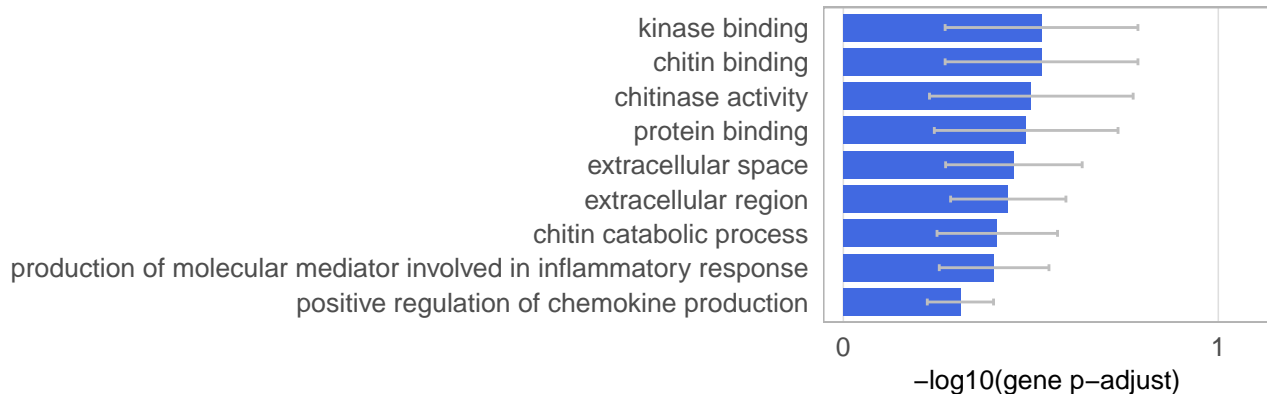 kinase binding
chitin binding
chitinase activity
protein binding
extracellular space
extracellular region
chitin catabolic process
production of molecular mediator involved in inflammatory response
positive regulation of chemokine production
0 1
−log10(gene p−adjust)